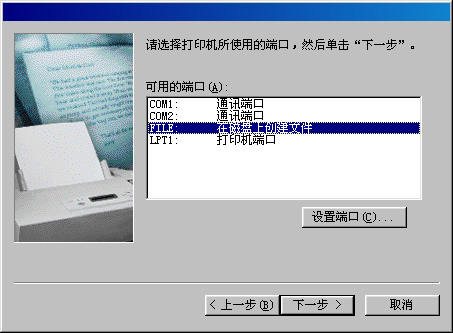 请选择打印机所使用的端口，然后单击“下一步”。
可用的端口(A):
COM1: 通讯端口
COM2: 通讯端口
FILE: 在磁盘上创建文件
LPT1: 打印机端口
设置端口(C)...
< 上一步(B) 下一步 > 取消